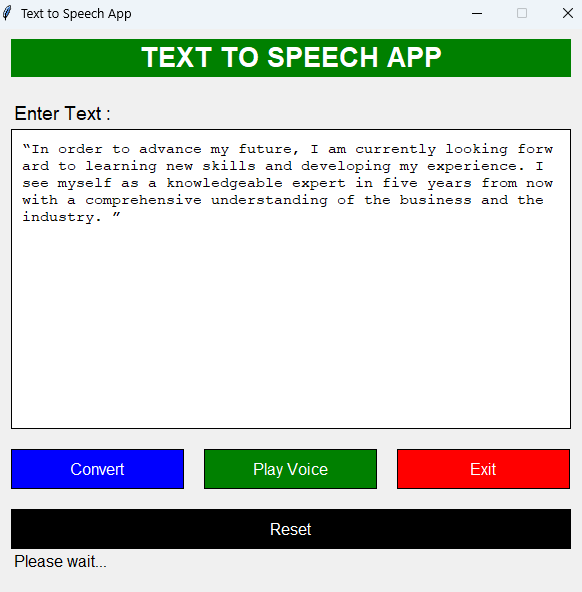 Text to Speech App
TEXT TO SPEECH APP
Enter Text :
“In order to advance my future, I am currently looking forw
ard to learning new skills and developing my experience. I
see myself as a knowledgeable expert in five years from now
with a comprehensive understanding of the business and the
industry. ”
Convert
Play Voice
Exit
Reset
Please wait...